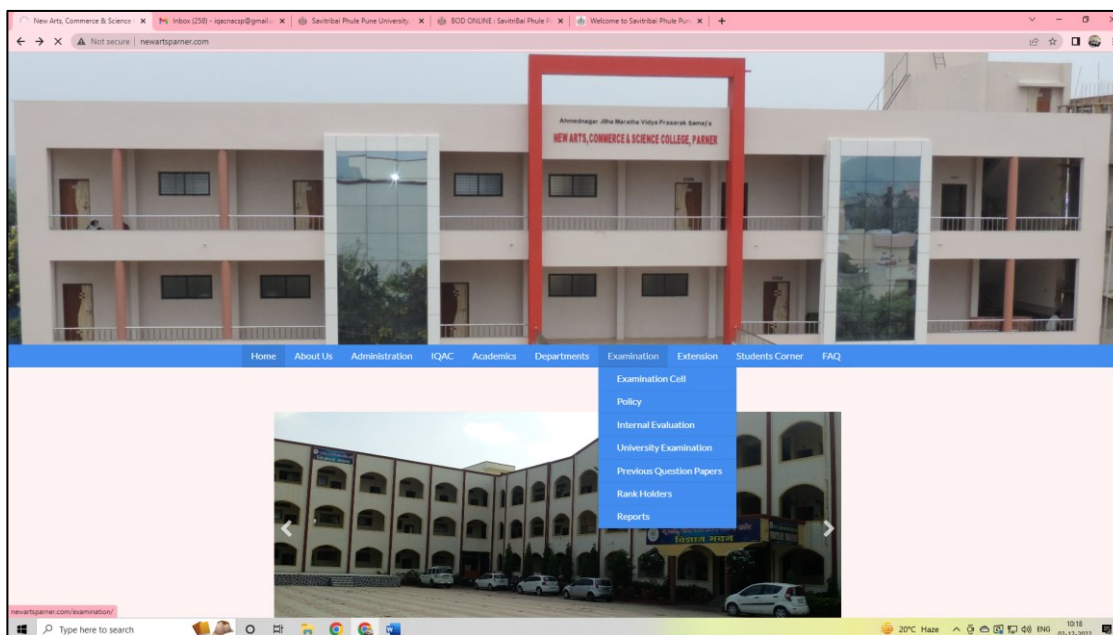 New Arts, Commerce & Science
Inbox (258) - iqacnacsp@gmail.c
Savitribai Phule Pune University,
BOD ONLINE : SavitriBai Phule P
Welcome to Savitribai Phule Pun
Not secure | newartsparner.com
Ahmednagar Jilha Maratha Vidya Prasarak Samaj's
NEW ARTS, COMMERCE & SCIENCE COLLEGE, PARNER
Home About Us Administration IQAC Academics Departments Examination Extension Students Corner FAQ
Examination Cell
Policy
Internal Evaluation
University Examination
Previous Question Papers
Rank Holders
Reports
विज्ञान भवन
newartsparner.com/examination/
Type here to search
20°C Haze
ENG
10:18